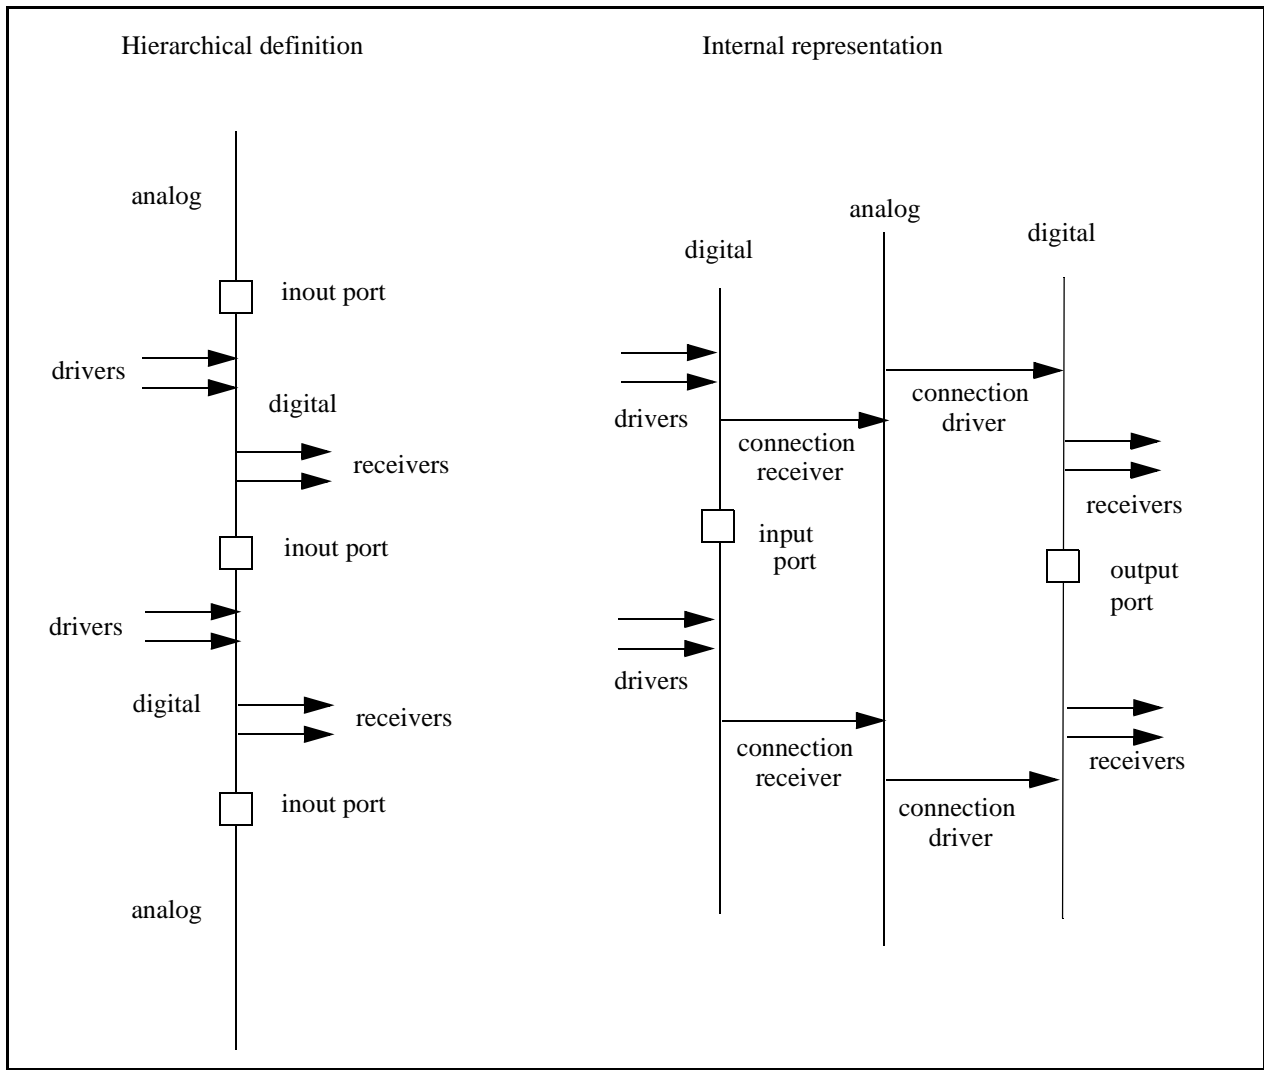 Hierarchical definition
analog
inout port
drivers
digital
receivers
inout port
drivers
digital
receivers
inout port
analog
Internal representation
digital
analog
digital
drivers
connection
receiver
connection
driver
receivers
input
port
output
port
drivers
connection
receiver
receivers
connection
driver